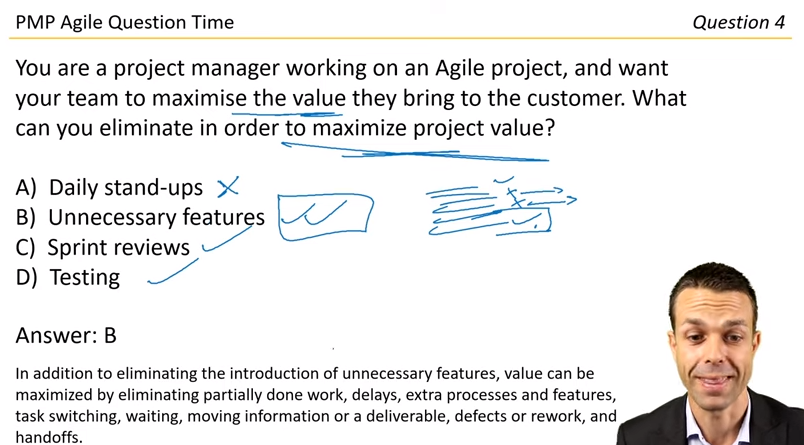 PMP Agile Question Time
Question 4
You are a project manager working on an Agile project, and want
your team to maximise the value they bring to the customer. What
can you eliminate in order to maximize project value?
A) Daily stand-ups
B) Unnecessary features
C) Sprint reviews
D) Testing
Answer: B
In addition to eliminating the introduction of unnecessary features, value can be
maximized by eliminating partially done work, delays, extra processes and features,
task switching, waiting, moving information or a deliverable, defects or rework, and
handoffs.